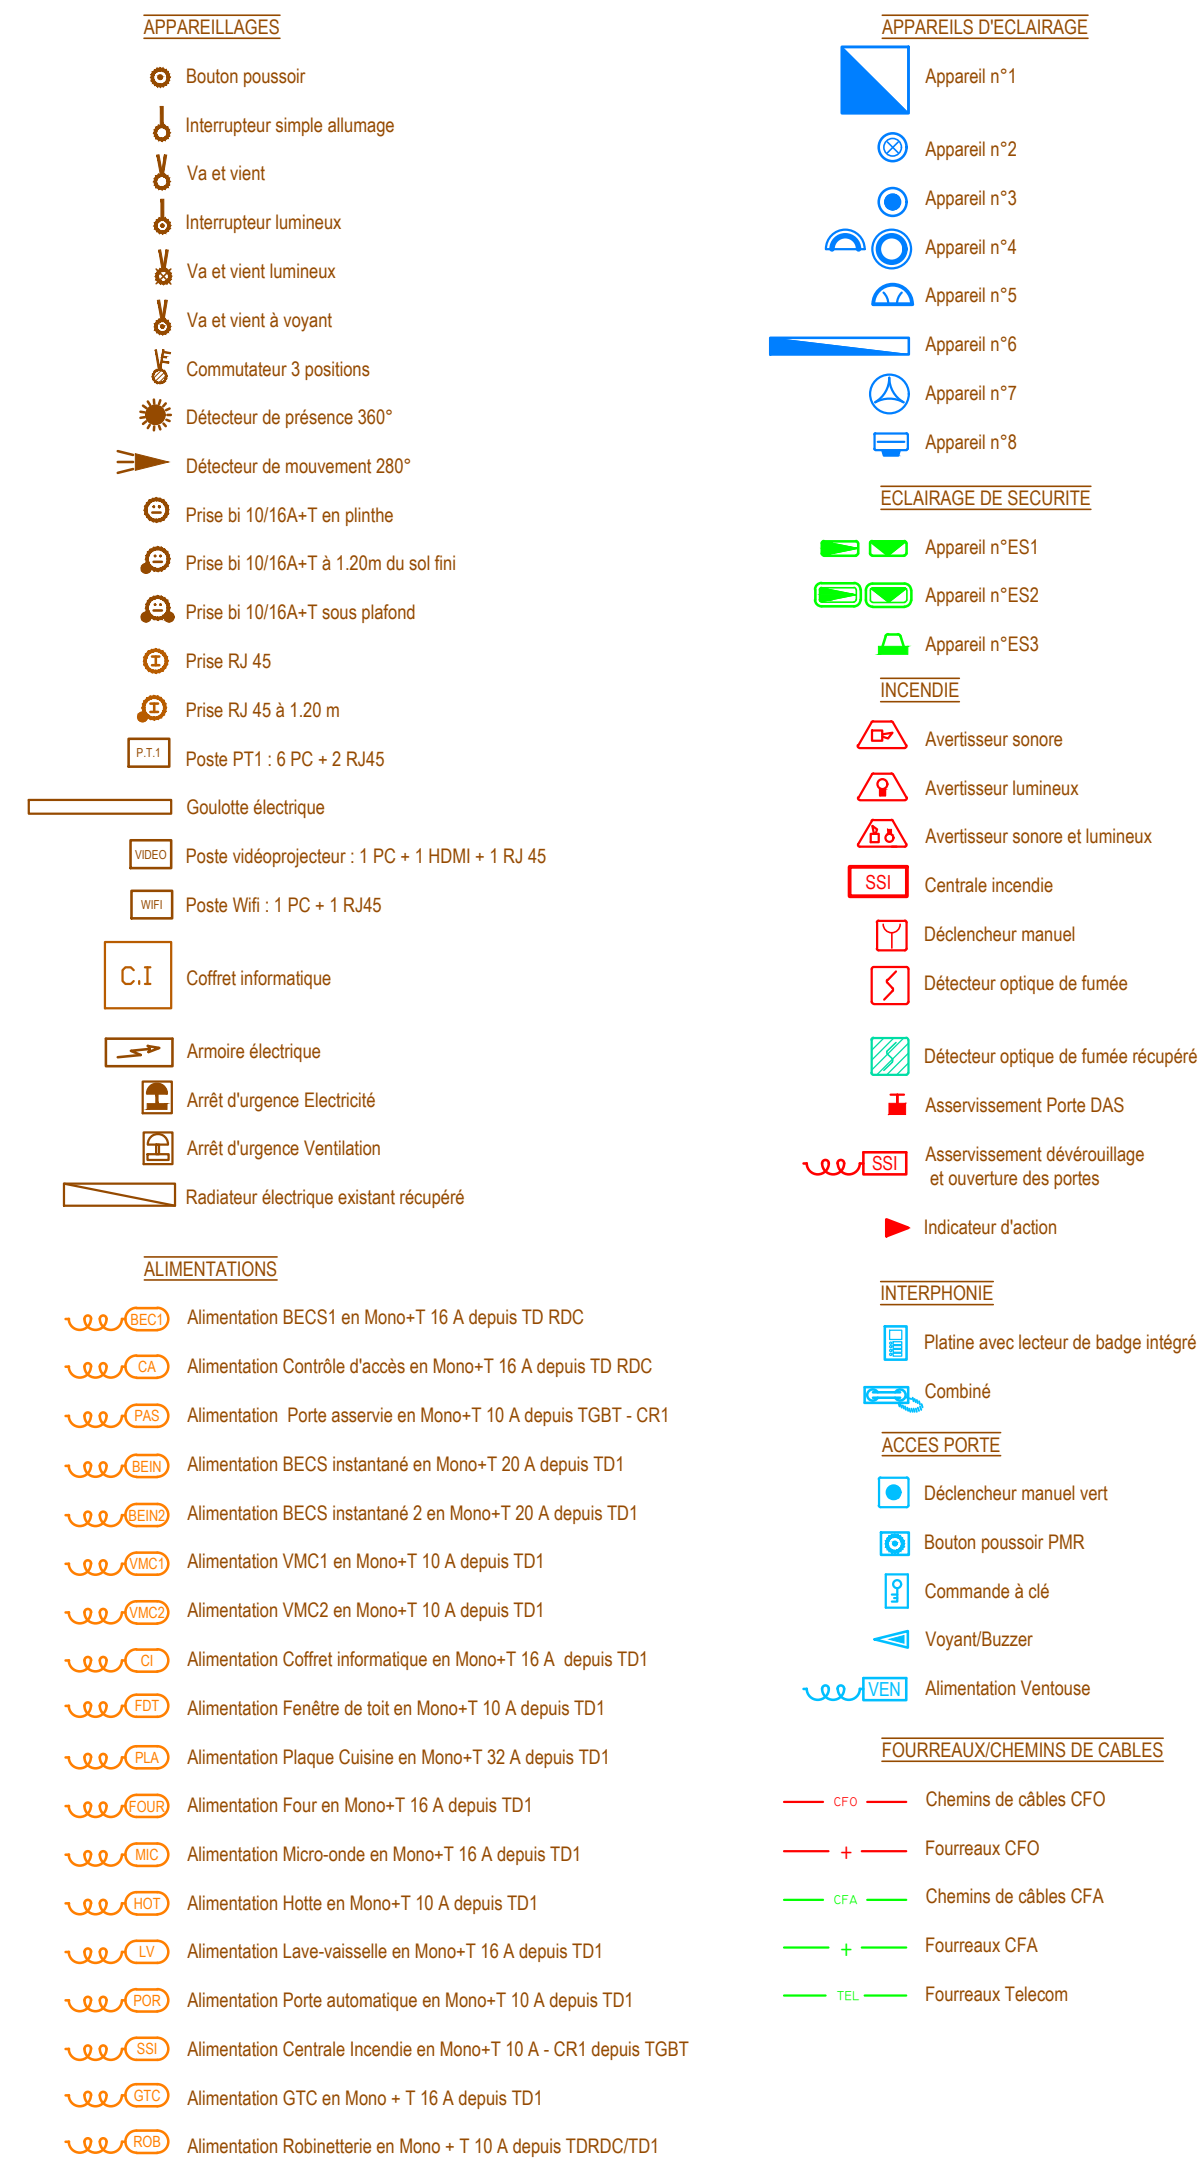 APPAREILLAGES
Bouton poussoir
Interrupteur simple allumage
Va et vient
Interrupteur lumineux
Va et vient lumineux
Va et vient à voyant
Commutateur 3 positions
Détecteur de présence 360°
Détecteur de mouvement 280°
Prise bi 10/16A+T en plinthe
Prise bi 10/16A+T à 1.20m du sol fini
Prise bi 10/16A+T sous plafond
Prise RJ 45
Prise RJ 45 à 1.20 m
P.T.1 Poste PT1 : 6 PC + 2 RJ45
Goulotte électrique
VIDEO Poste vidéoprojecteur : 1 PC + 1 HDMI + 1 RJ 45
WIFI Poste Wifi : 1 PC + 1 RJ45
C.I Coffret informatique
Armoire électrique
Arrêt d'urgence Electricité
Arrêt d'urgence Ventilation
Radiateur électrique existant récupéré
ALIMENTATIONS
BEC1 Alimentation BECS1 en Mono+T 16 A depuis TD RDC
CA Alimentation Contrôle d'accès en Mono+T 16 A depuis TD RDC
PAS Alimentation Porte asservie en Mono+T 10 A depuis TGBT - CR1
BEIN Alimentation BECS instantané en Mono+T 20 A depuis TD1
BEIN2 Alimentation BECS instantané 2 en Mono+T 20 A depuis TD1
VMC1 Alimentation VMC1 en Mono+T 10 A depuis TD1
VMC2 Alimentation VMC2 en Mono+T 10 A depuis TD1
CI Alimentation Coffret informatique en Mono+T 16 A depuis TD1
FDT Alimentation Fenêtre de toit en Mono+T 10 A depuis TD1
PLA Alimentation Plaque Cuisine en Mono+T 32 A depuis TD1
FOUR Alimentation Four en Mono+T 16 A depuis TD1
MIC Alimentation Micro-onde en Mono+T 16 A depuis TD1
HOT Alimentation Hotte en Mono+T 10 A depuis TD1
LV Alimentation Lave-vaisselle en Mono+T 16 A depuis TD1
POR Alimentation Porte automatique en Mono+T 10 A depuis TD1
SSI Alimentation Centrale Incendie en Mono+T 10 A - CR1 depuis TGBT
GTC Alimentation GTC en Mono + T 16 A depuis TD1
ROB Alimentation Robinetterie en Mono + T 10 A depuis TDRDC/TD1
APPAREILS D'ECLAIRAGE
Appareil n°1
Appareil n°2
Appareil n°3
Appareil n°4
Appareil n°5
Appareil n°6
Appareil n°7
Appareil n°8
ECLAIRAGE DE SECURITE
Appareil n°ES1
Appareil n°ES2
Appareil n°ES3
INCENDIE
Avertisseur sonore
Avertisseur lumineux
Avertisseur sonore et lumineux
SSI Centrale incendie
Déclencheur manuel
Détecteur optique de fumée
Détecteur optique de fumée récupéré
Asservissement Porte DAS
SSI Asservissement dévérouillage
et ouverture des portes
Indicateur d'action
INTERPHONIE
Platine avec lecteur de badge intégré
Combiné
ACCES PORTE
Déclencheur manuel vert
Bouton poussoir PMR
Commande à clé
Voyant/Buzzer
VEN Alimentation Ventouse
FOURREAUX/CHEMINS DE CABLES
CFO Chemins de câbles CFO
+ Fourreaux CFO
CFA Chemins de câbles CFA
+ Fourreaux CFA
TEL Fourreaux Telecom